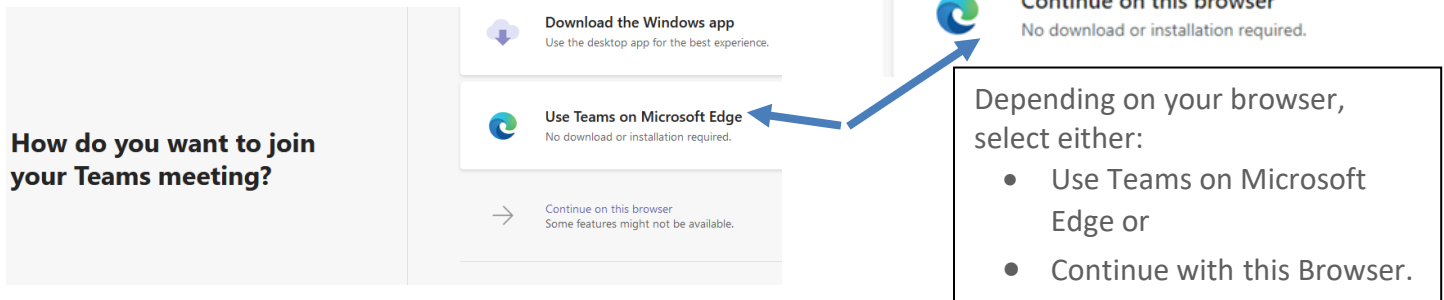 How do you want to join
your Teams meeting?
Download the Windows app
Use the desktop app for the best experience.
Use Teams on Microsoft Edge
No download or installation required.
Continue on this browser
Some features might not be available.
Continue on this browser
No download or installation required.
Depending on your browser,
select either:
• Use Teams on Microsoft
Edge or
• Continue with this Browser.